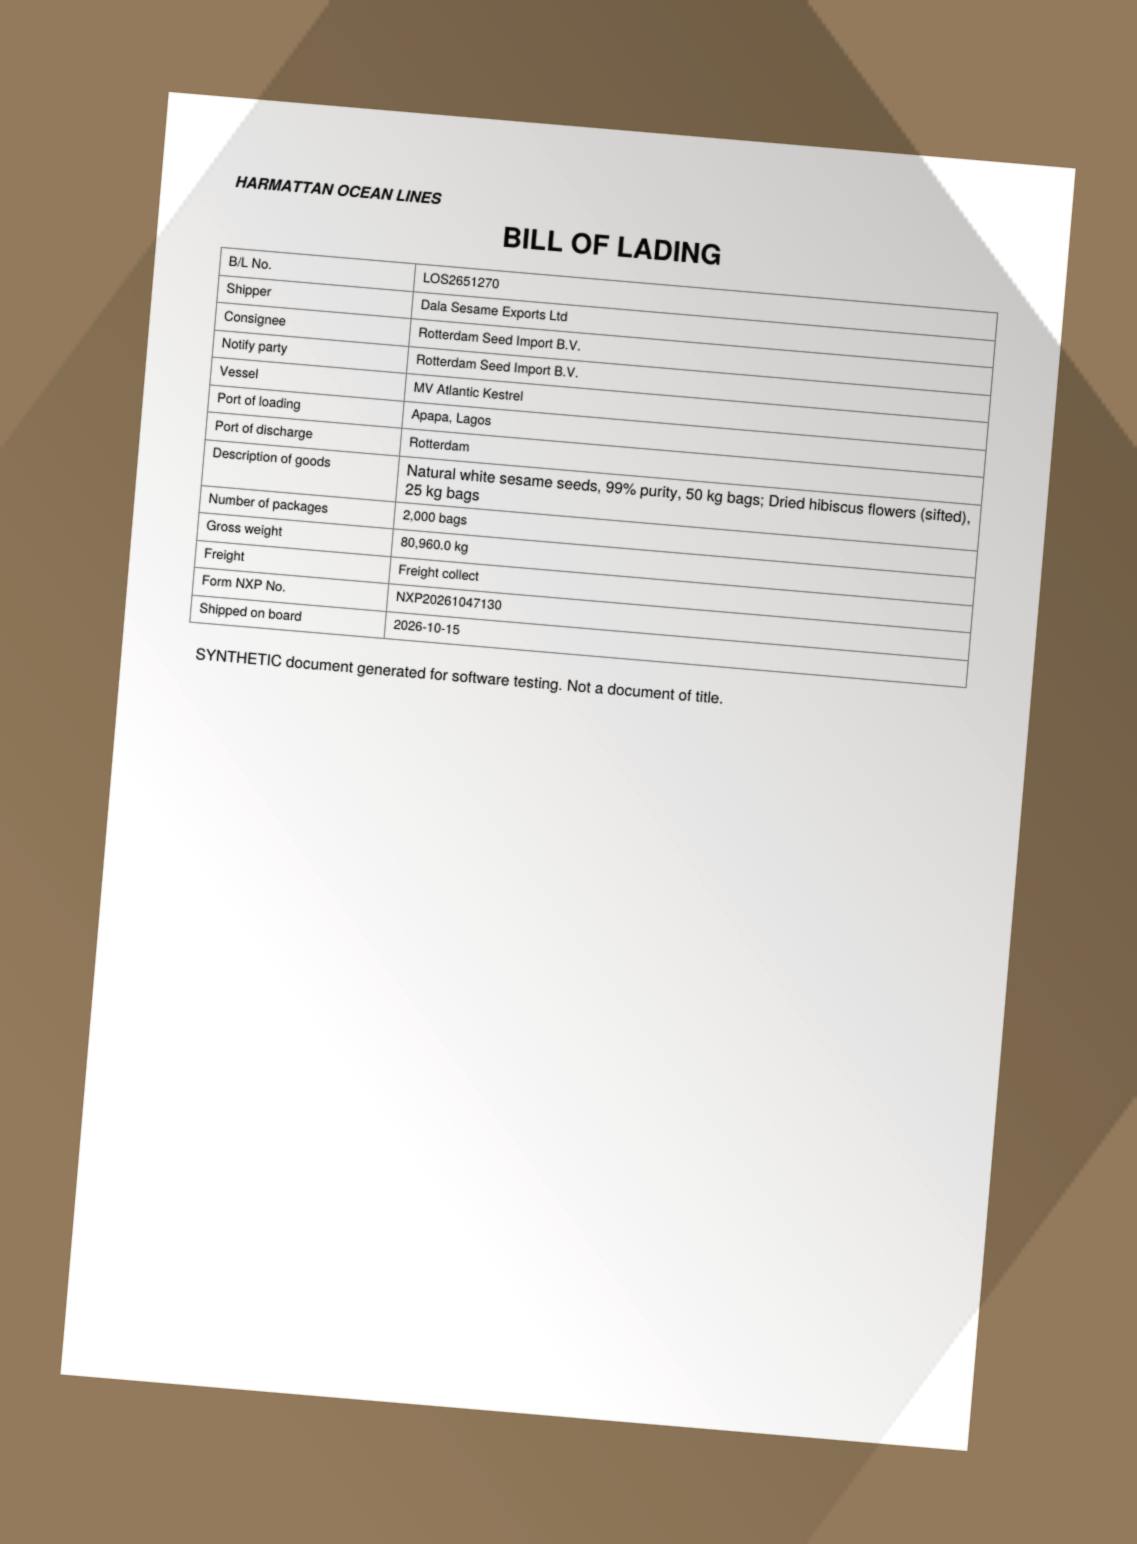 HARMATTAN OCEAN LINES
BILL OF LADING
B/L No. LOS2651270
Shipper Dala Sesame Exports Ltd
Consignee Rotterdam Seed Import B.V.
Notify party Rotterdam Seed Import B.V.
Vessel MV Atlantic Kestrel
Port of loading Apapa, Lagos
Port of discharge Rotterdam
Description of goods Natural white sesame seeds, 99% purity, 50 kg bags; Dried hibiscus flowers (sifted),
25 kg bags
Number of packages 2,000 bags
Gross weight 80,960.0 kg
Freight Freight collect
Form NXP No. NXP20261047130
Shipped on board 2026-10-15
SYNTHETIC document generated for software testing. Not a document of title.